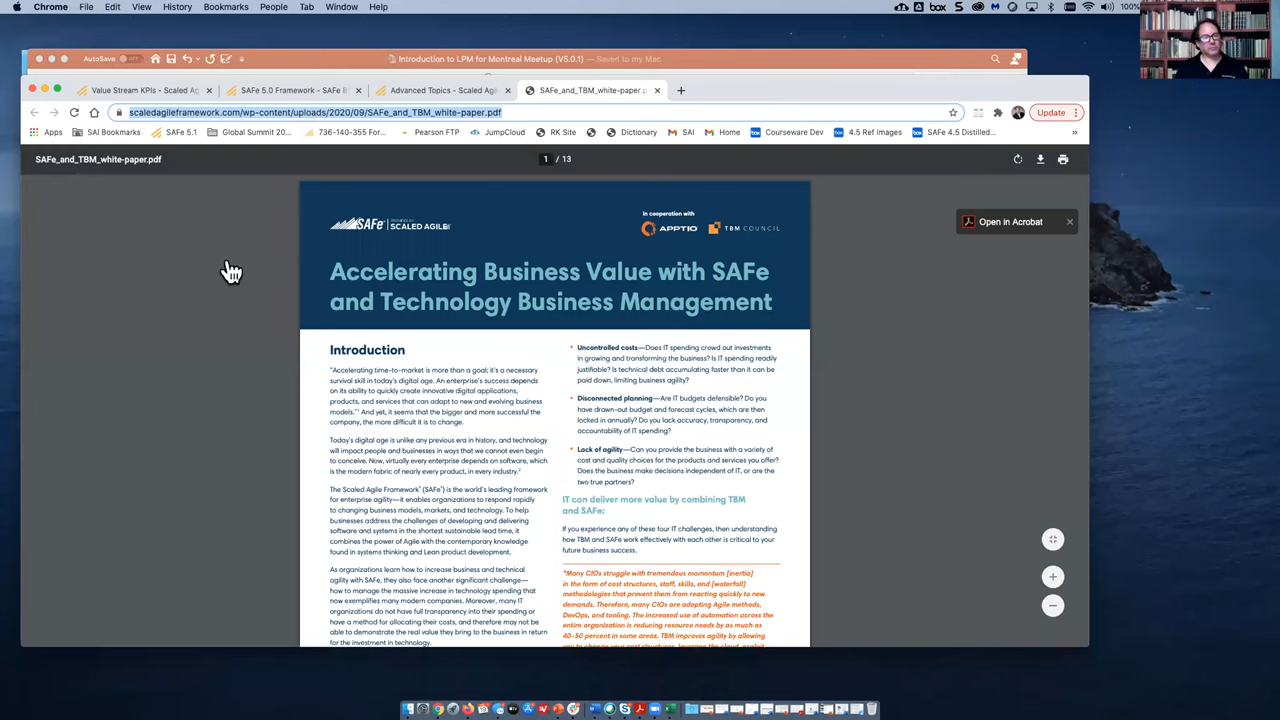 Chrome File Edit View History Bookmarks People Tab Window Help
box
100%
AutoSave OFF
Introduction to LPM for Montreal Meetup (V5.0.1) — Saved to my Mac
Value Stream KPIs - Scaled Ag
SAFe 5.0 Framework - SAFe B
Advanced Topics - Scaled Agile
SAFe_and_TBM_white-paper.p
scaledagileframework.com/wp-content/uploads/2020/09/SAFe_and_TBM_white-paper.pdf
Update
Apps SAI Bookmarks SAFe 5.1 Global Summit 20... 736-140-355 For... Pearson FTP JumpCloud RK Site Dictionary SAI Home Courseware Dev 4.5 Ref Images SAFe 4.5 Distilled... »
SAFe_and_TBM_white-paper.pdf
1 / 13
Open in Acrobat
SAFe SCALED AGILE
In cooperation with
APPTIO TBM COUNCIL
Accelerating Business Value with SAFe
and Technology Business Management
Introduction
"Accelerating time-to-market is more than a goal; it's a necessary
survival skill in today's digital age. An enterprise's success depends
on its ability to quickly create innovative digital applications,
products, and services that can adapt to new and evolving business
models."¹ And yet, it seems that the bigger and more successful the
company, the more difficult it is to change.
Today's digital age is unlike any previous era in history, and technology
will impact people and businesses in ways that we cannot even begin
to conceive. Now, virtually every enterprise depends on software, which
is the modern fabric of nearly every product, in every industry.²
The Scaled Agile Framework® (SAFe®) is the world's leading framework
for enterprise agility—it enables organizations to respond rapidly
to changing business models, markets, and technology. To help
businesses address the challenges of developing and delivering
software and systems in the shortest sustainable lead time, it
combines the power of Agile with the contemporary knowledge
found in systems thinking and Lean product development.
As organizations learn how to increase business and technical
agility with SAFe, they also face another significant challenge—
how to manage the massive increase in technology spending that
now exemplifies many modern companies. Moreover, many IT
organizations do not have full transparency into their spending or
have a method for allocating their costs, and therefore may not be
able to demonstrate the real value they bring to the business in return
for the investment in technology.
• Uncontrolled costs—Does IT spending crowd out investments
in growing and transforming the business? Is IT spending readily
justifiable? Is technical debt accumulating faster than it can be
paid down, limiting business agility?
• Disconnected planning—Are IT budgets defensible? Do you
have drawn-out budget and forecast cycles, which are then
locked in annually? Do you lack accuracy, transparency, and
accountability of IT spending?
• Lack of agility—Can you provide the business with a variety of
cost and quality choices for the products and services you offer?
Does the business make decisions independent of IT, or are the
two true partners?
IT can deliver more value by combining TBM
and SAFe:
If you experience any of these four IT challenges, then understanding
how TBM and SAFe work effectively with each other is critical to your
future business success.
"Many CIOs struggle with tremendous momentum [inertia]
in the form of cost structures, staff, skills, and [waterfall]
methodologies that prevent them from reacting quickly to new
demands. Therefore, many CIOs are adopting Agile methods,
DevOps, and tooling. The increased use of automation across the
entire organization is reducing resource needs by as much as
40-50 percent in some areas. TBM improves agility by allowing
you to change your cost structures, leverage the cloud, exploit